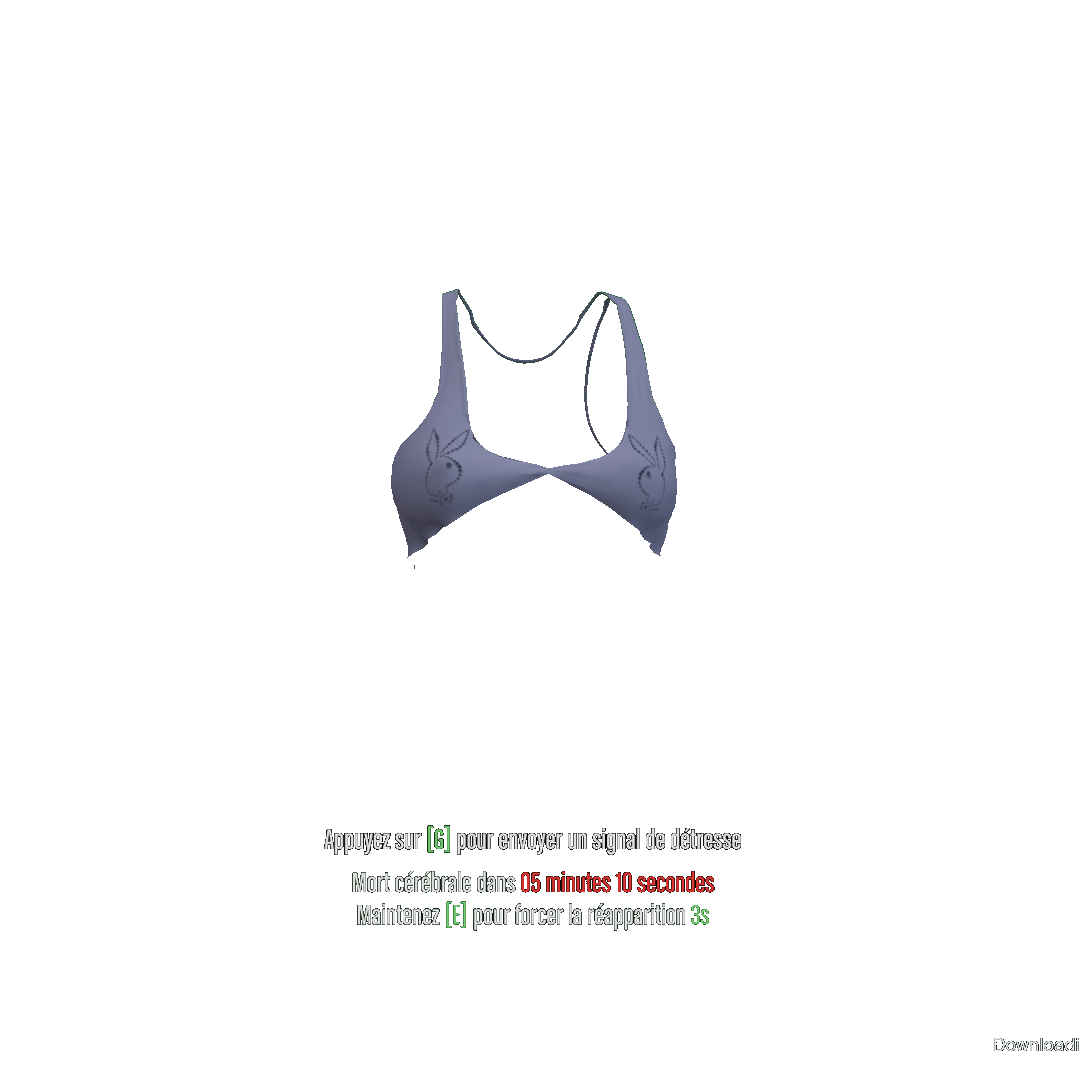 Appuyez sur [G] pour envoyer un signal de détresse
Mort cérébrale dans 05 minutes 10 secondes
Maintenez [E] pour forcer la réapparition 3s
Downloadi